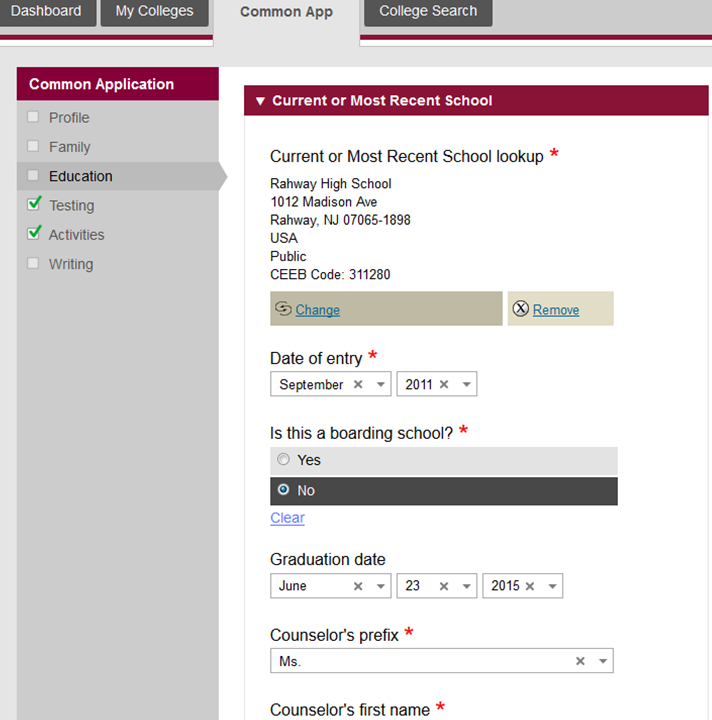 Dashboard
My Colleges
Common App
College Search
Common Application
Profile
Family
Education
Testing
Activities
Writing
Current or Most Recent School
Current or Most Recent School lookup *
Rahway High School
1012 Madison Ave
Rahway, NJ 07065-1898
USA
Public
CEEB Code: 311280
Change
Remove
Date of entry *
September
2011
Is this a boarding school? *
Yes
No
Clear
Graduation date
June
23
2015
Counselor's prefix *
Ms.
Counselor's first name *